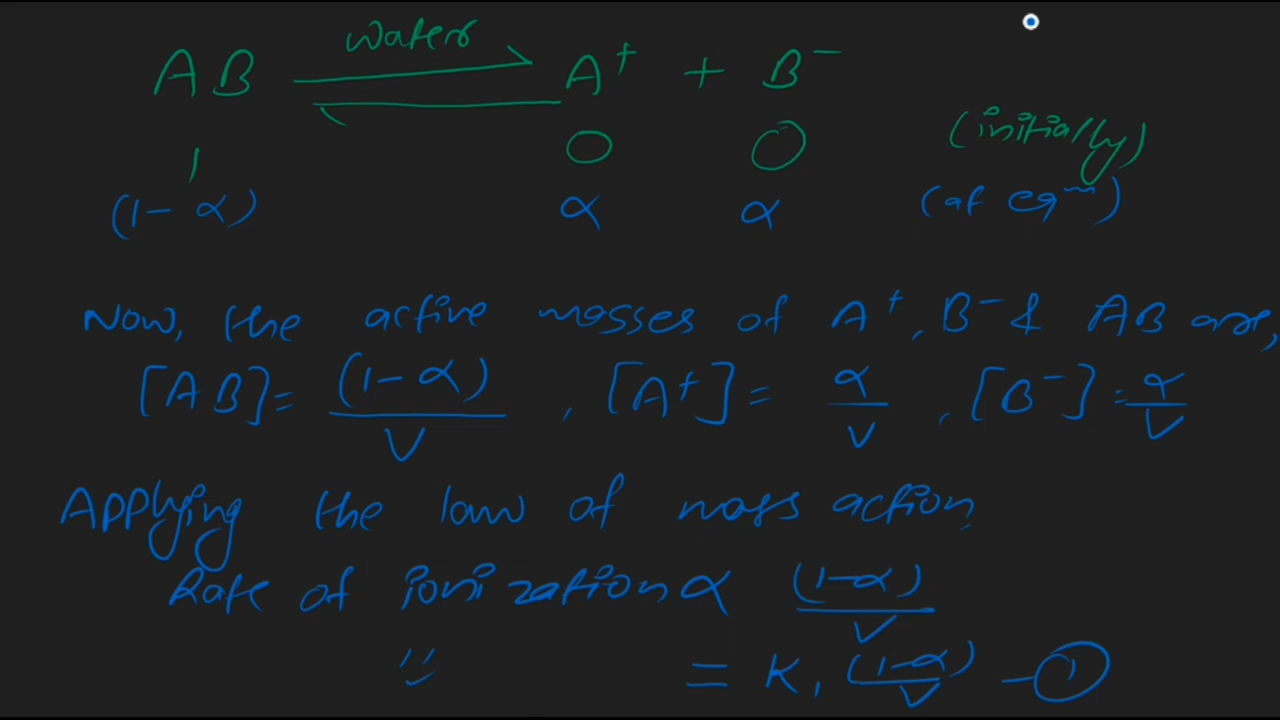 water
AB ⇌ A⁺ + B⁻
1 0 0 (initially)
(1-α) α α (at eqᵐ)
Now, the active masses of A⁺, B⁻ & AB are,
[AB] = (1-α)/V , [A⁺] = α/V , [B⁻] = α/V
Applying the law of mass action,
Rate of ionization α (1-α)/V
" = K₁ (1-α)/V -①